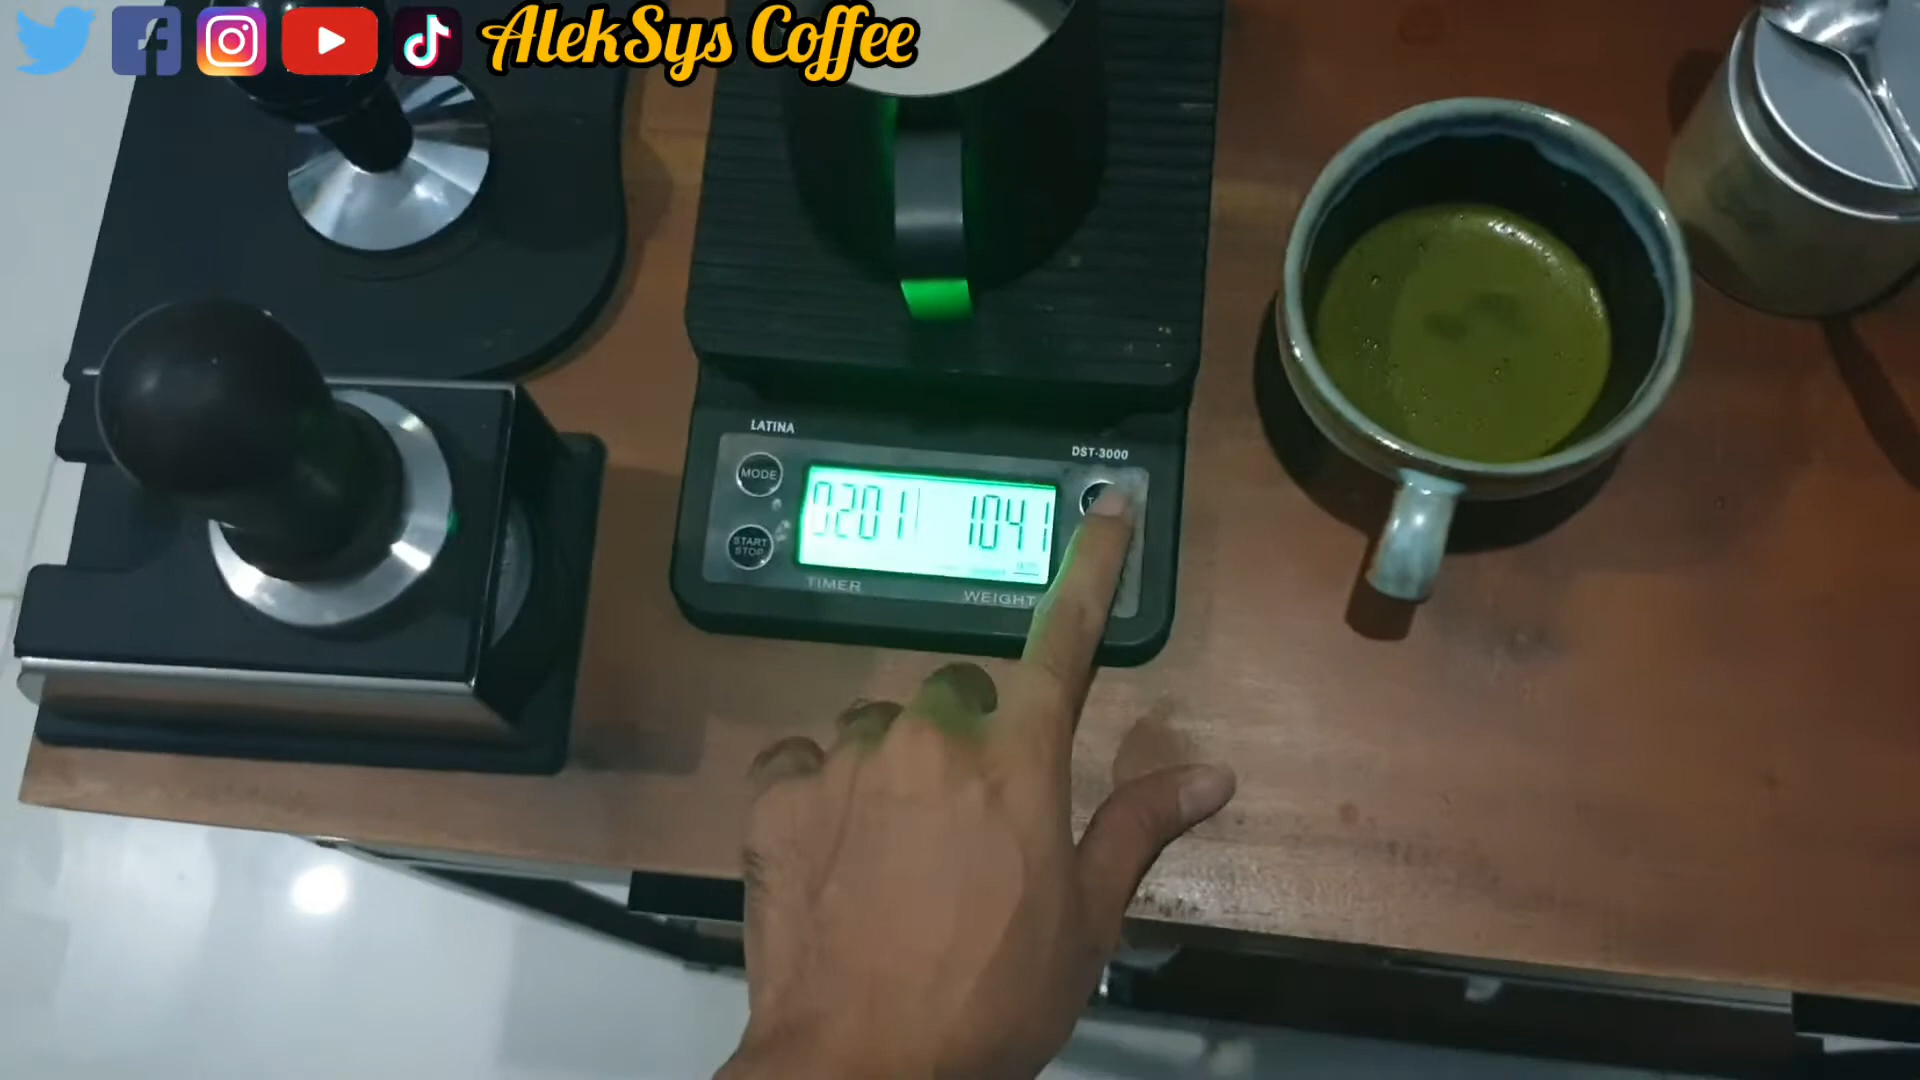 AlekSys Coffee
LATINA
DST-3000
MODE
0201 1041
START
STOP
TIMER
WEIGHT